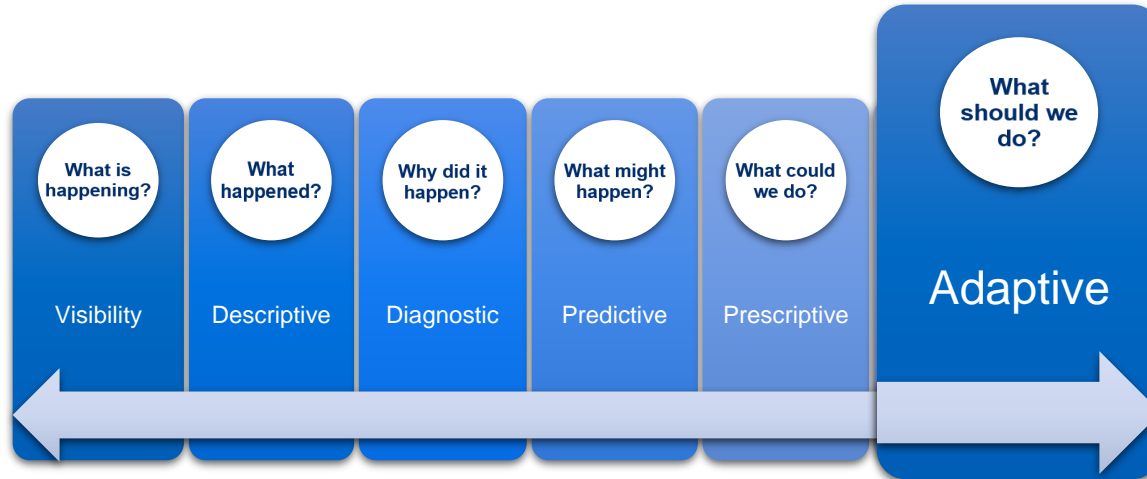 What is
happening?
Visibility
What
happened?
Descriptive
Why did it
happen?
Diagnostic
What might
happen?
Predictive
What could
we do?
Prescriptive
What
should we
do?
Adaptive